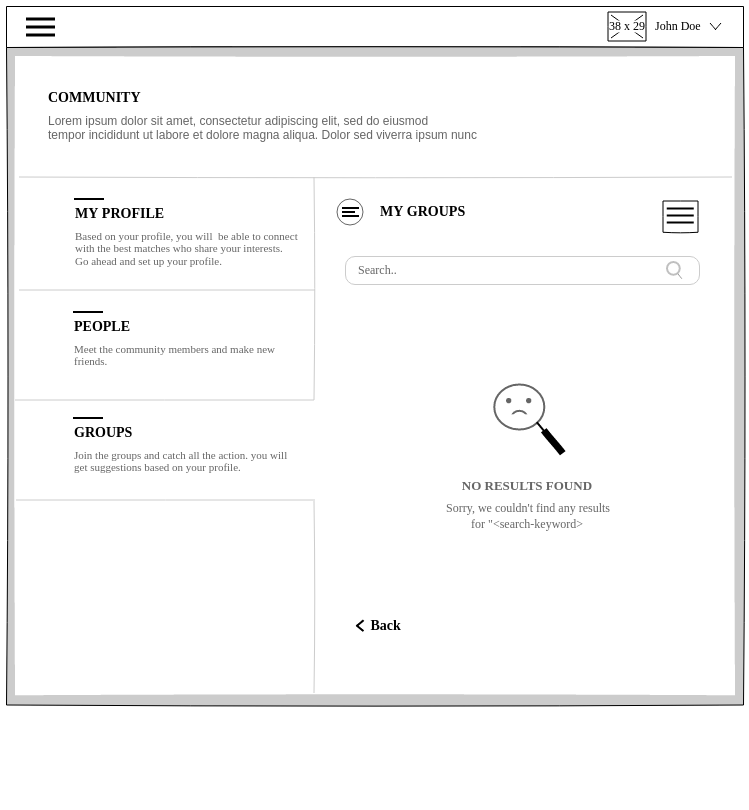 38 x 29 John Doe
COMMUNITY
Lorem ipsum dolor sit amet, consectetur adipiscing elit, sed do eiusmod
tempor incididunt ut labore et dolore magna aliqua. Dolor sed viverra ipsum nunc
MY PROFILE
Based on your profile, you will  be able to connect
with the best matches who share your interests.
Go ahead and set up your profile.
PEOPLE
Meet the community members and make new
friends.
GROUPS
Join the groups and catch all the action. you will
get suggestions based on your profile.
MY GROUPS
Search..
NO RESULTS FOUND
Sorry, we couldn't find any results
for "<search-keyword>
Back